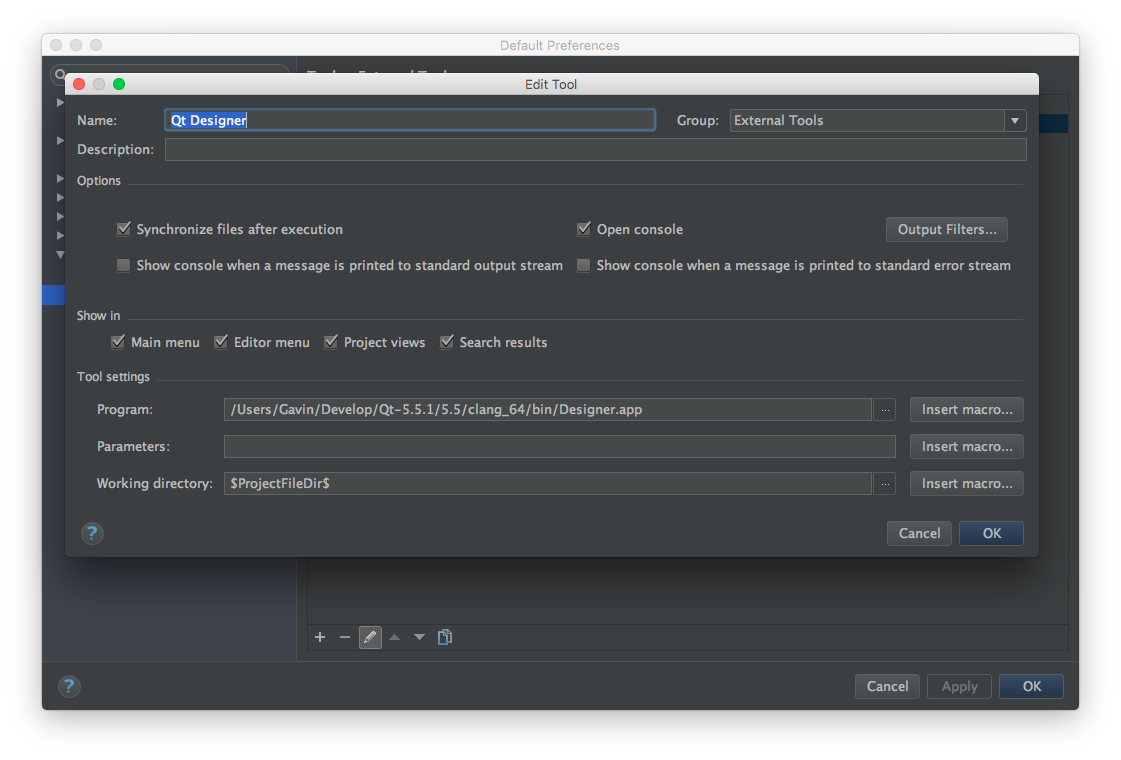 Default Preferences
Edit Tool
Name: Qt Designer Group: External Tools
Description:
Options
Synchronize files after execution Open console Output Filters...
Show console when a message is printed to standard output stream Show console when a message is printed to standard error stream
Show in
Main menu Editor menu Project views Search results
Tool settings
Program: /Users/Gavin/Develop/Qt-5.5.1/5.5/clang_64/bin/Designer.app ... Insert macro...
Parameters: Insert macro...
Working directory: $ProjectFileDir$ ... Insert macro...
? Cancel OK
? Cancel Apply OK